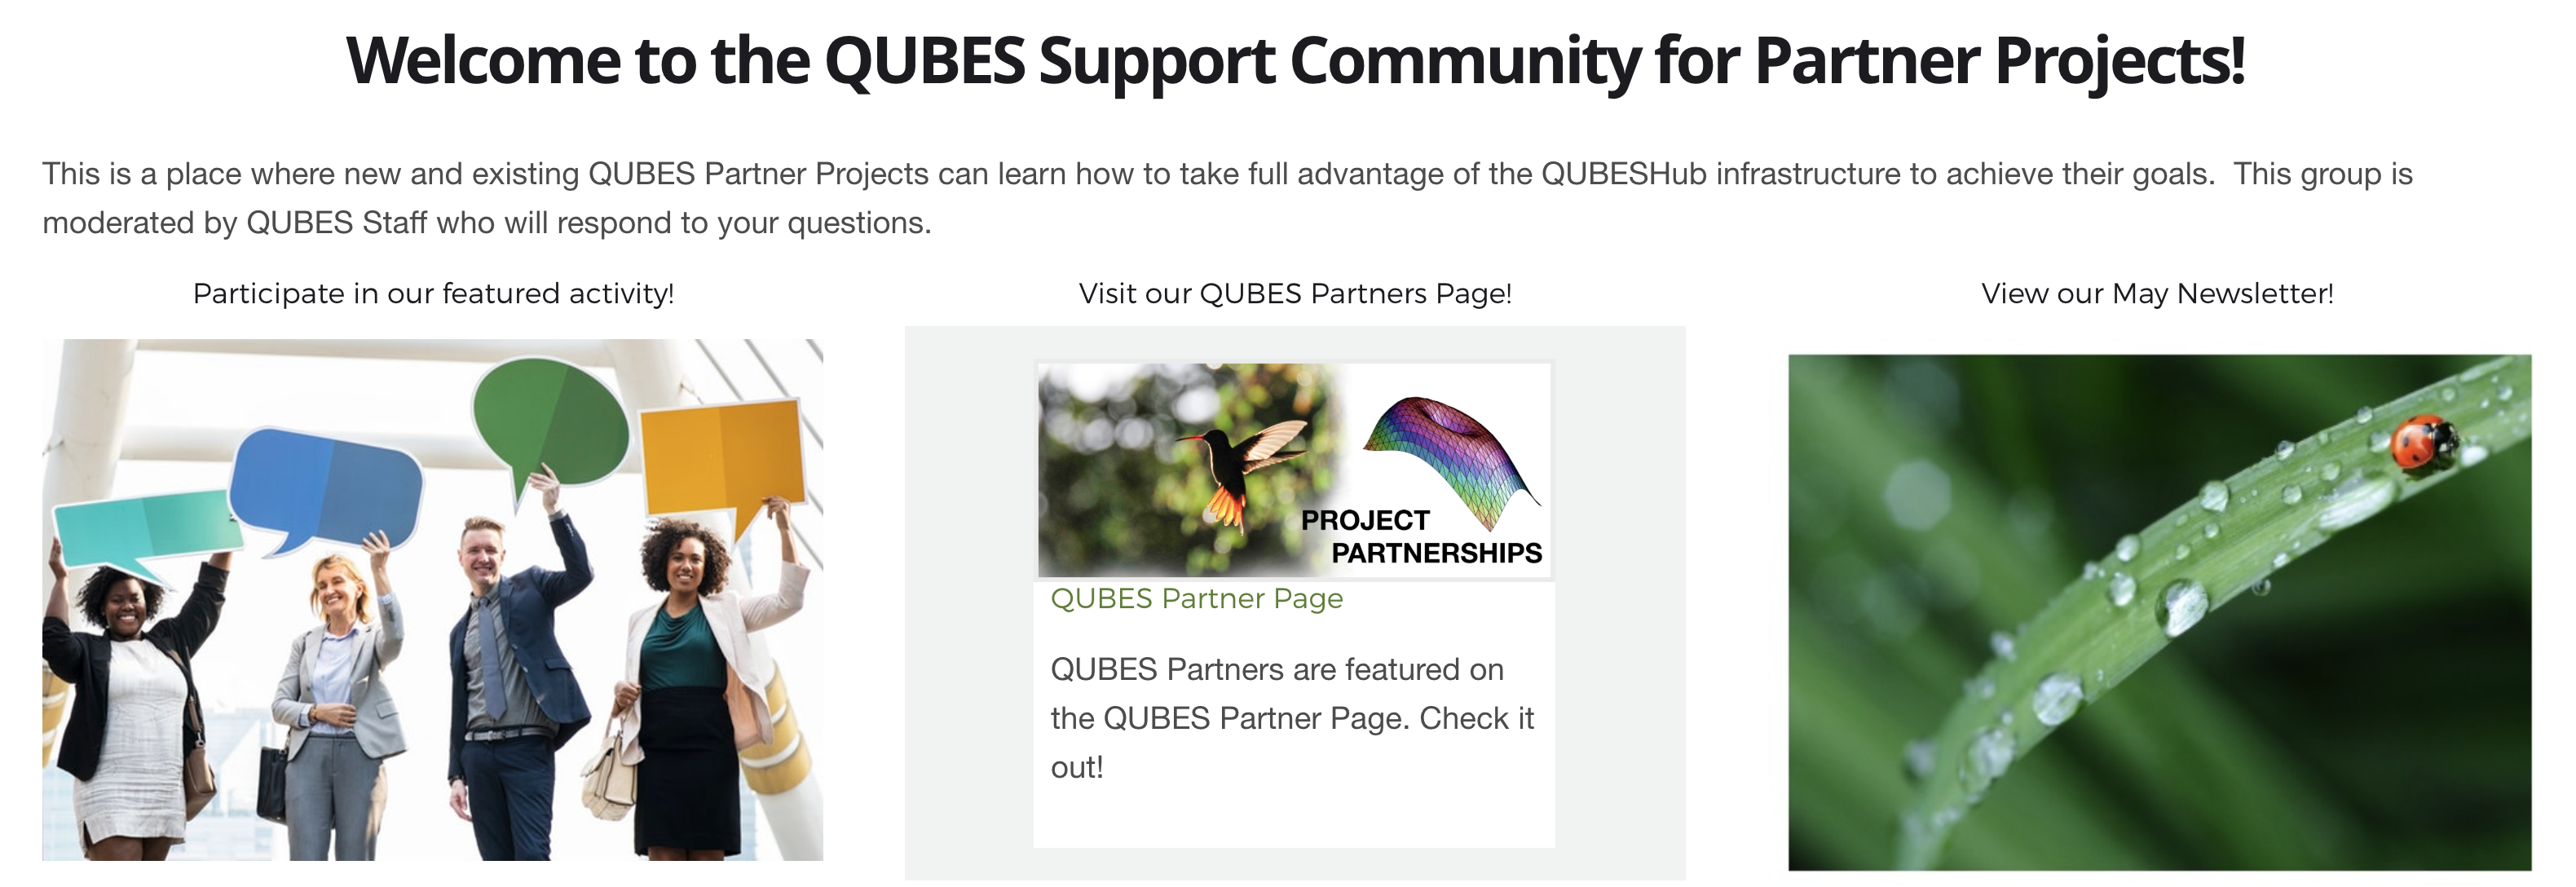 Welcome to the QUBES Support Community for Partner Projects!
This is a place where new and existing QUBES Partner Projects can learn how to take full advantage of the QUBESHub infrastructure to achieve their goals.  This group is
moderated by QUBES Staff who will respond to your questions.
Participate in our featured activity!
Visit our QUBES Partners Page!
PROJECT
PARTNERSHIPS
QUBES Partner Page
QUBES Partners are featured on
the QUBES Partner Page. Check it
out!
View our May Newsletter!